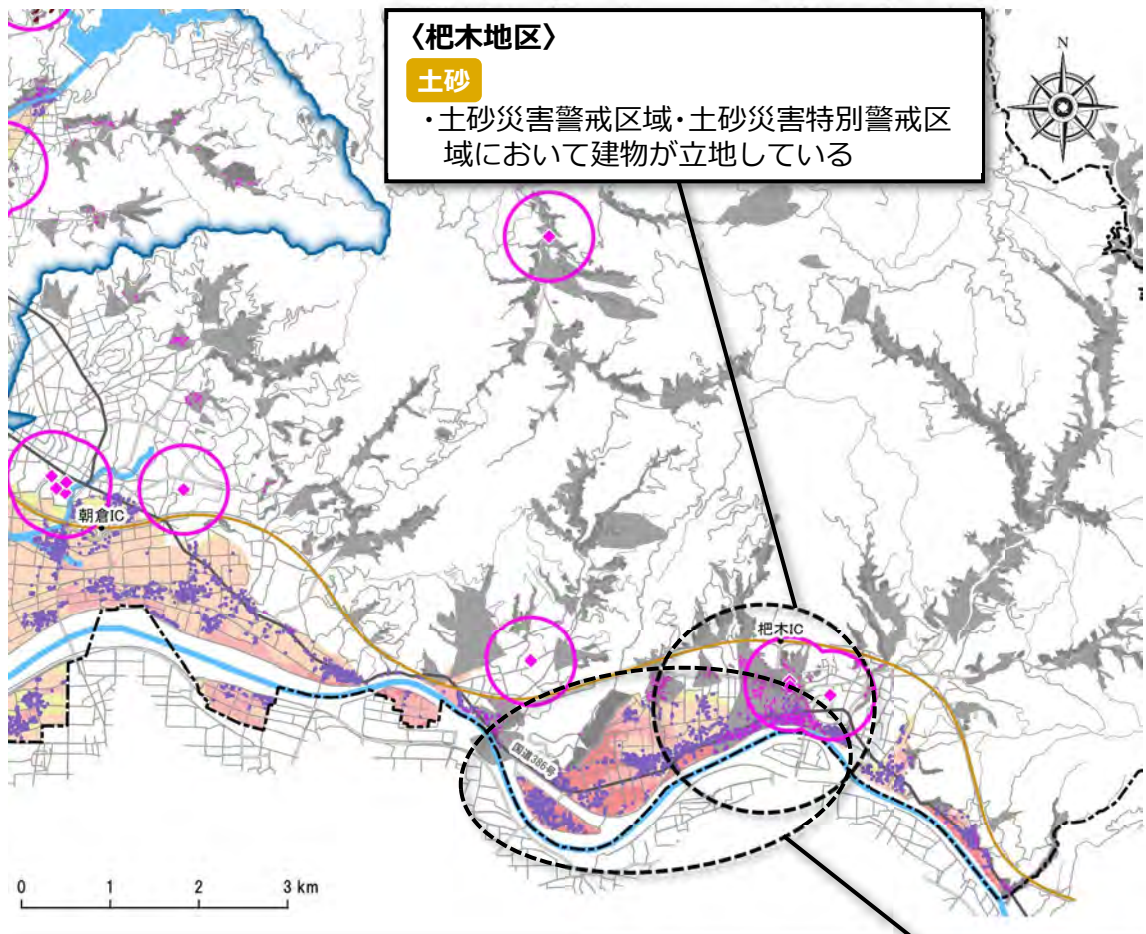 〈杷木地区〉
土砂
・土砂災害警戒区域・土砂災害特別警戒区
域において建物が立地している
N
朝倉IC
杷木IC
国道386号
0 1 2 3 km